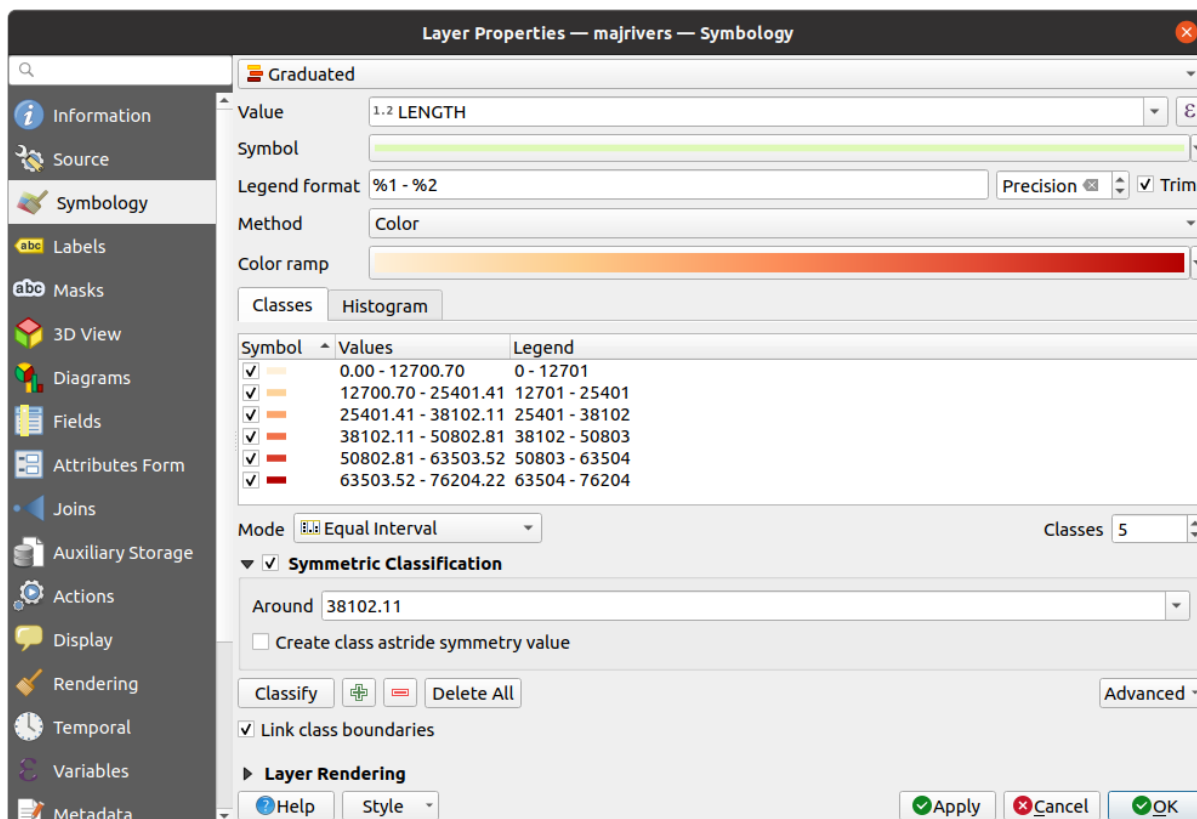 Layer Properties — majrivers — Symbology
Graduated
Information
Source
Symbology
Labels
Masks
3D View
Diagrams
Fields
Attributes Form
Joins
Auxiliary Storage
Actions
Display
Rendering
Temporal
Variables
Metadata
Value 1.2 LENGTH ε
Symbol
Legend format %1 - %2 Precision Trim
Method Color
Color ramp
Classes Histogram
Symbol Values Legend
0.00 - 12700.70 0 - 12701
12700.70 - 25401.41 12701 - 25401
25401.41 - 38102.11 25401 - 38102
38102.11 - 50802.81 38102 - 50803
50802.81 - 63503.52 50803 - 63504
63503.52 - 76204.22 63504 - 76204
Mode Equal Interval Classes 5
Symmetric Classification
Around 38102.11
Create class astride symmetry value
Classify Delete All Advanced
Link class boundaries
Layer Rendering
Help Style Apply Cancel OK